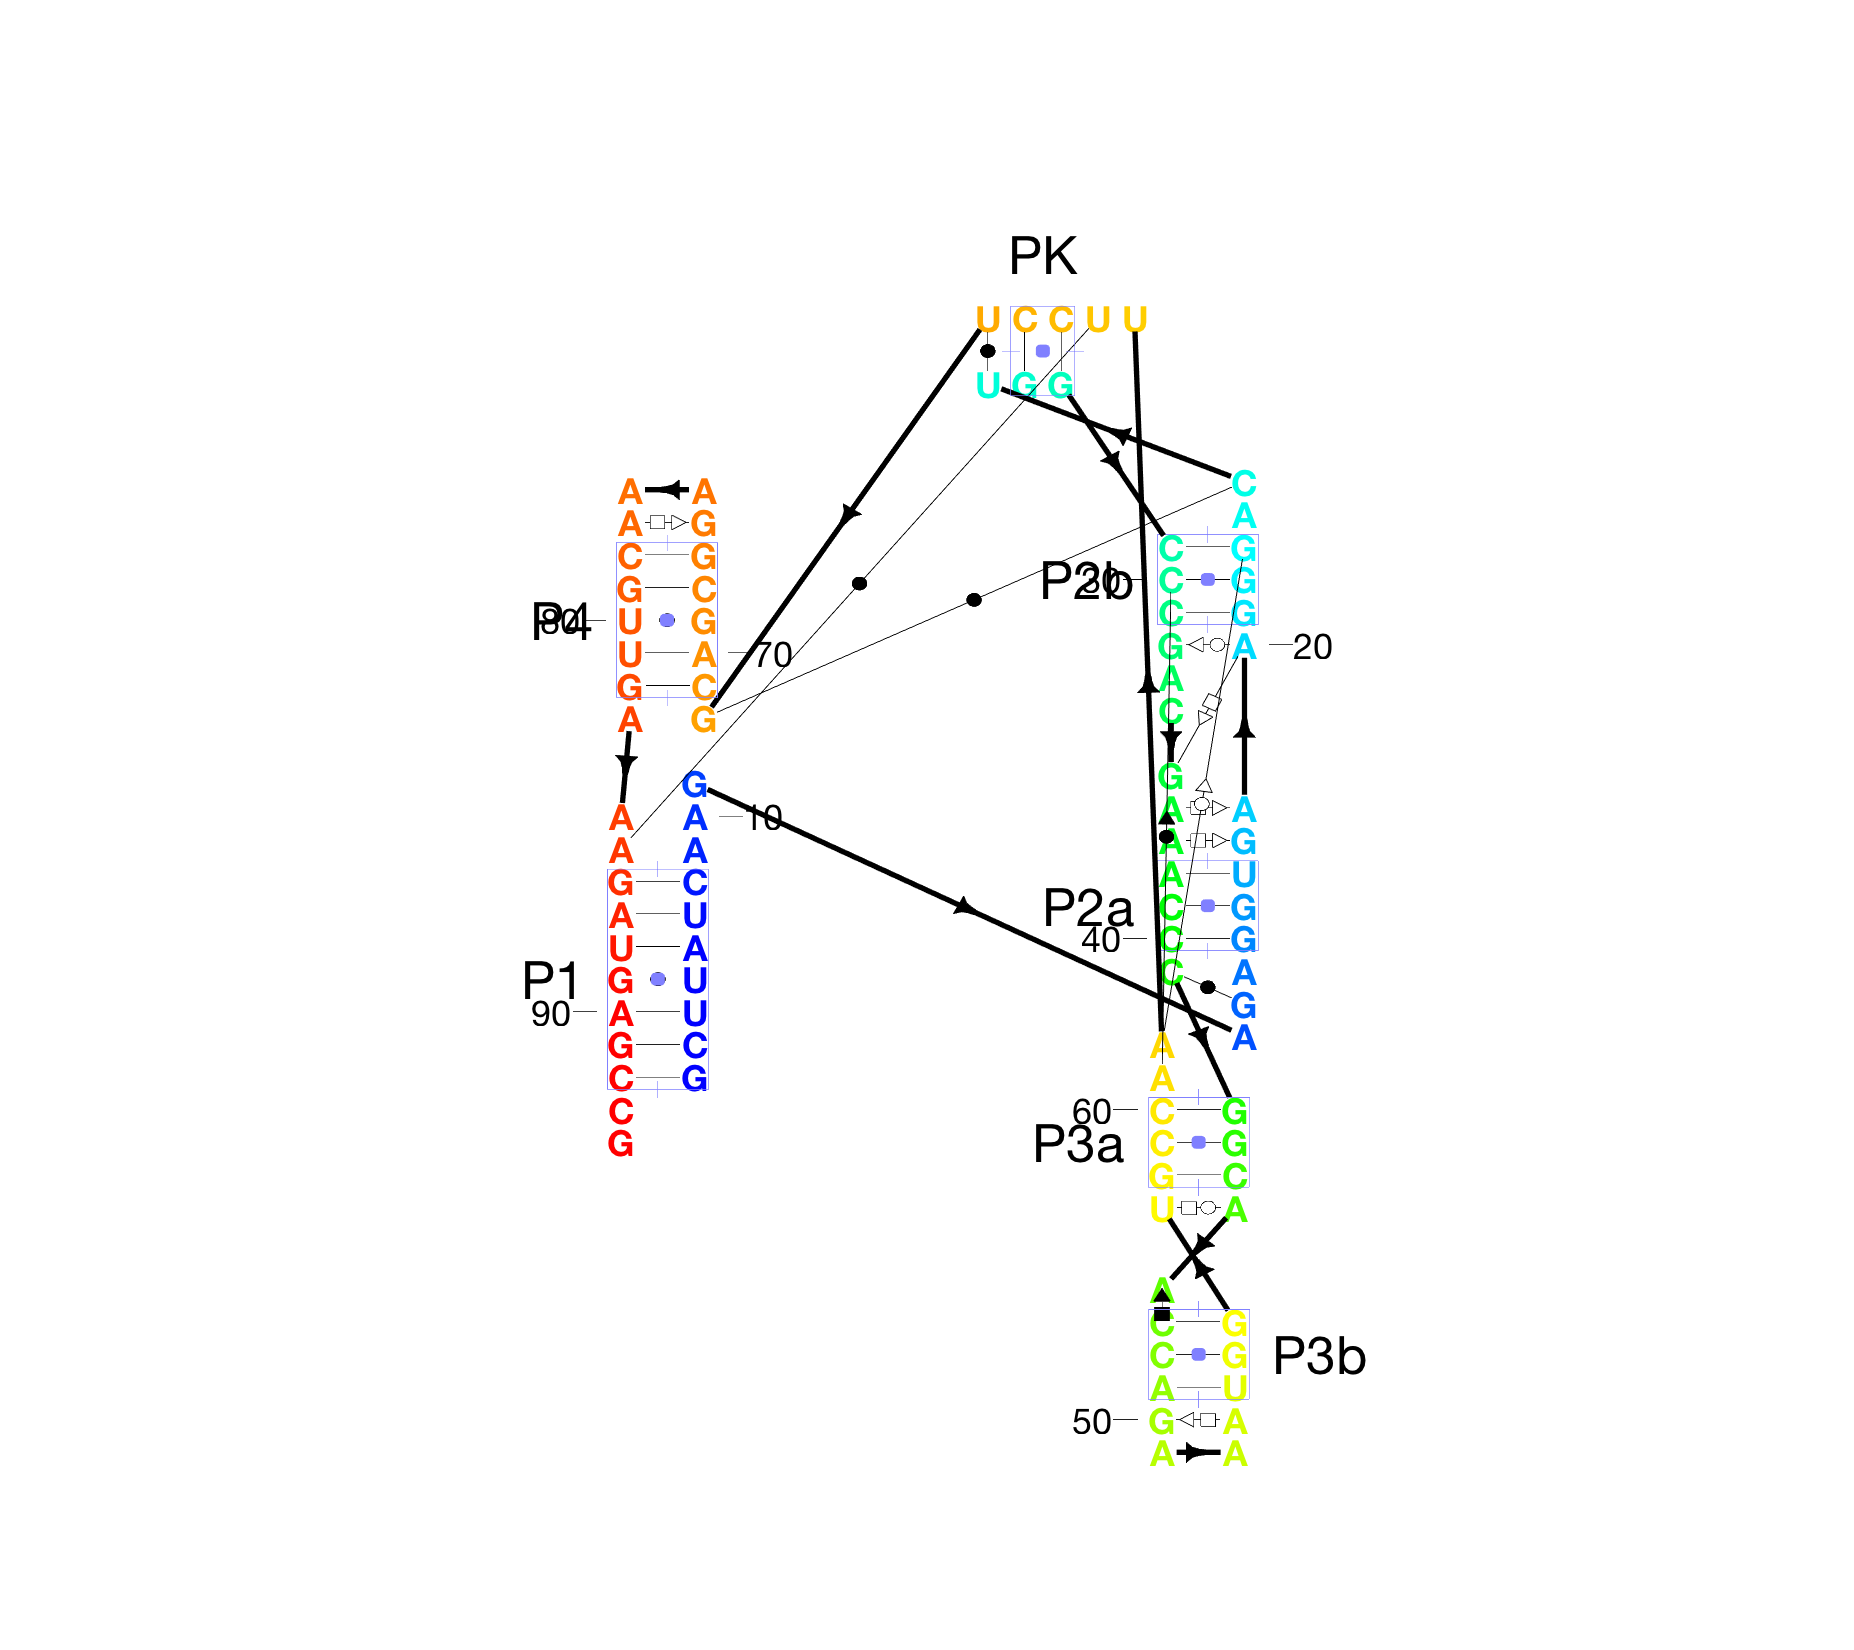 PK
U C C U U
U G G
C
A A
A
A G
C G C G
G C P2b 30 C G
P4 80 U G C G
G A 20
U A 70
A
G C
C
A G
G
G
A A 10 A A
A A A G
G C A U
A U P2a C G
U A 40 C G
P1 G U C A
90 A U G
G C A A
C G A
C 60 C G
G P3a C G
G C
U A
A
C G
C G P3b
A U
50 G A
A A